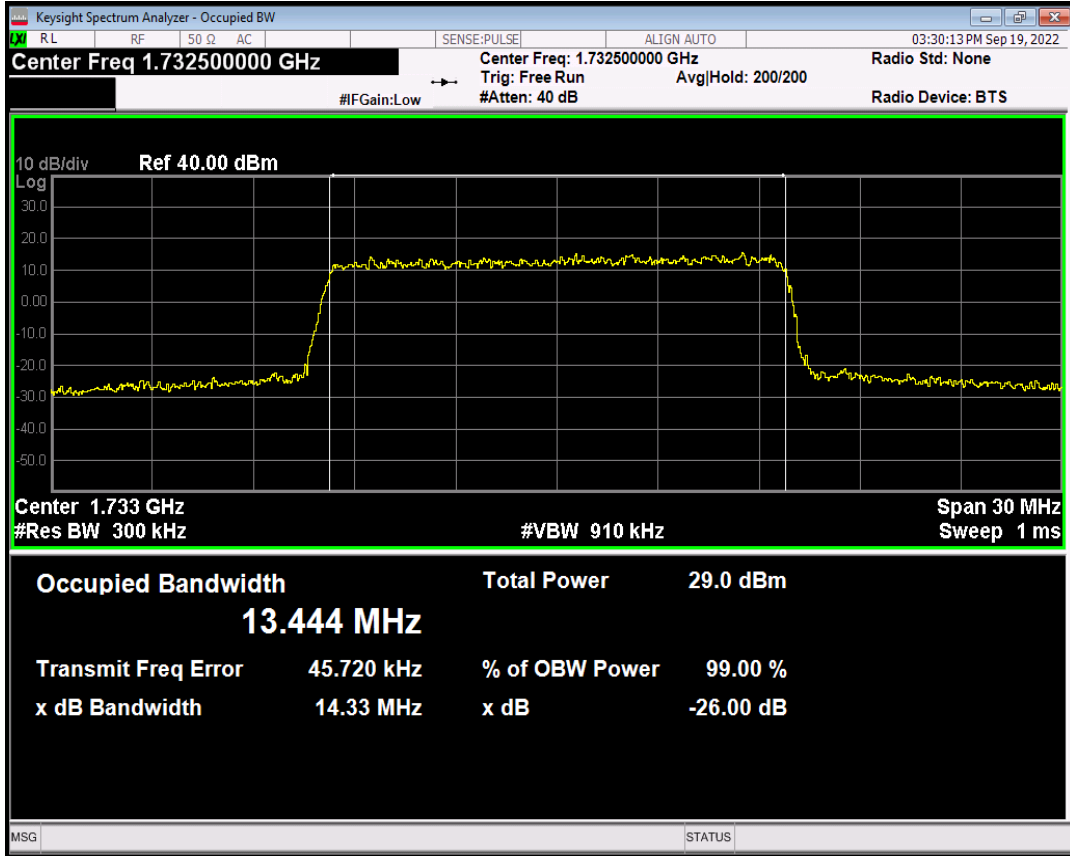 Keysight Spectrum Analyzer - Occupied BW
LXI RL RF 50 Ω AC SENSE:PULSE ALIGN AUTO 03:30:13 PM Sep 19, 2022
Center Freq 1.732500000 GHz Center Freq: 1.732500000 GHz Radio Std: None
Trig: Free Run Avg|Hold: 200/200
#IFGain:Low #Atten: 40 dB Radio Device: BTS
10 dB/div Ref 40.00 dBm
Log
30.0
20.0
10.0
0.00
-10.0
-20.0
-30.0
-40.0
-50.0
Center 1.733 GHz Span 30 MHz
#Res BW 300 kHz #VBW 910 kHz Sweep 1 ms
Occupied Bandwidth Total Power 29.0 dBm
13.444 MHz
Transmit Freq Error 45.720 kHz % of OBW Power 99.00 %
x dB Bandwidth 14.33 MHz x dB -26.00 dB
MSG STATUS